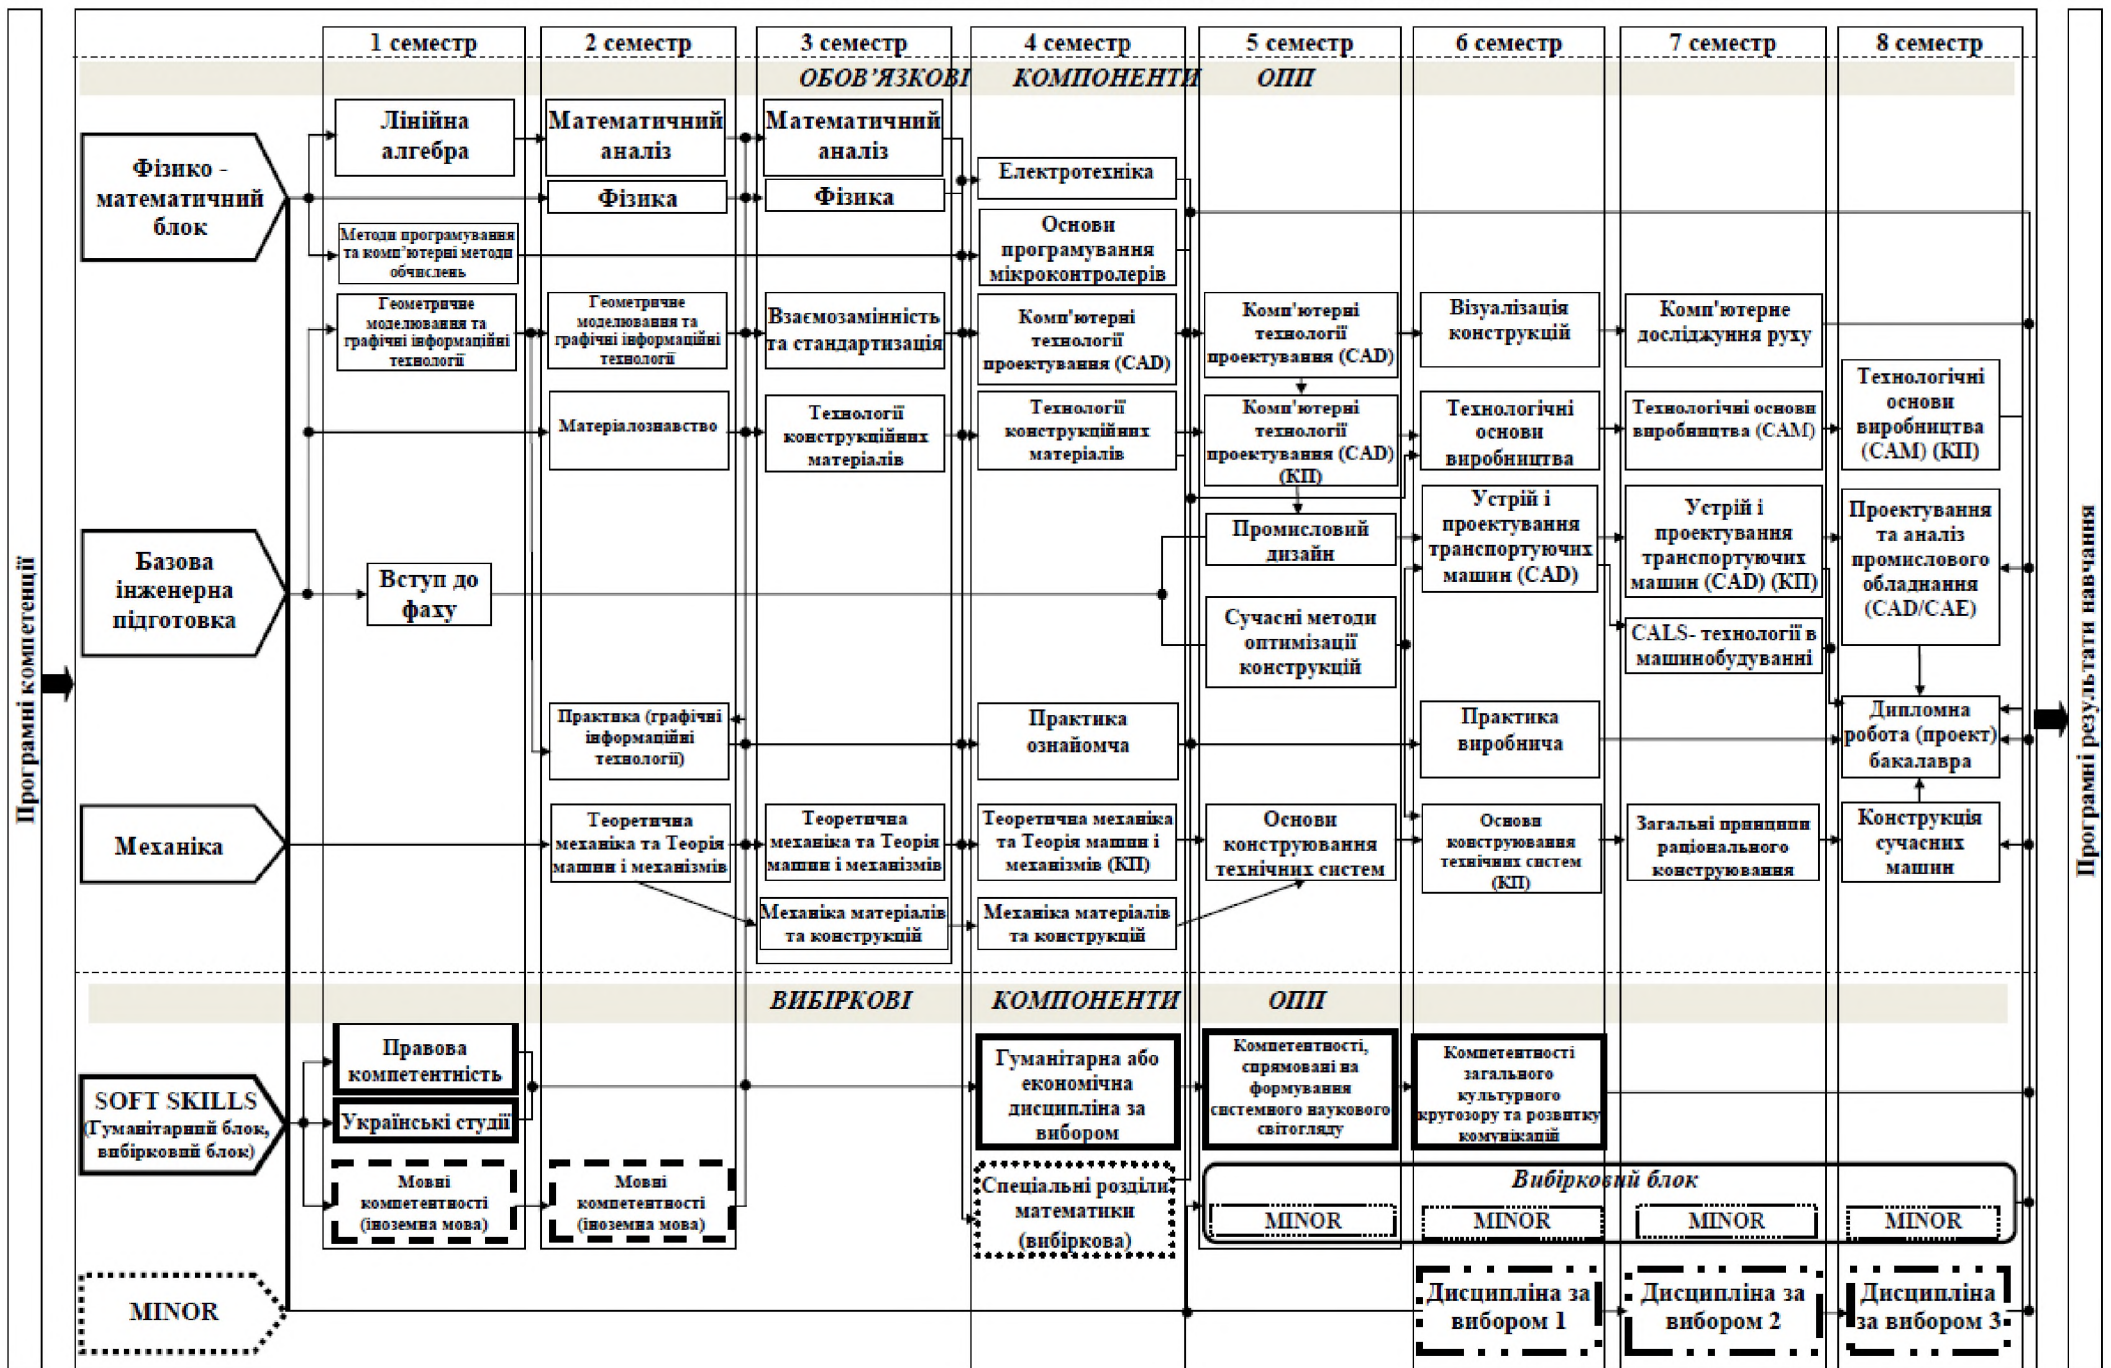 1 семестр
2 семестр
3 семестр
4 семестр
5 семестр
6 семестр
7 семестр
8 семестр
ОБОВ'ЯЗКОВІ КОМПОНЕНТИ ОПП
Програмні компетенції
Фізико -
математичний
блок
Лінійна
алгебра
Математичний
аналіз
Математичний
аналіз
Фізика
Фізика
Електротехніка
Методи програмування
та комп'ютерні методи
обчислень
Основи
програмування
мікроконтролерів
Геометричне
моделювання та
графічні інформаційні
технології
Геометричне
моделювання та
графічні інформаційні
технології
Взаємозамінність
та стандартизація
Комп'ютерні
технології
проектування (CAD)
Комп'ютерні
технології
проектування (CAD)
Візуалізація
конструкцій
Комп'ютерне
досліджуння руху
Матеріалознавство
Технології
конструкційних
матеріалів
Технології
конструкційних
матеріалів
Комп'ютерні
технології
проектування (CAD)
(КП)
Технологічні
основи
виробництва
Технологічні основи
виробництва (CAM)
Технологічні
основи
виробництва
(CAM) (КП)
Базова
інженерна
підготовка
Вступ до
фаху
Промисловий
дизайн
Устрій і
проектування
транспортуючих
машин (CAD)
Устрій і
проектування
транспортуючих
машин (CAD) (КП)
Проектування
та аналіз
промислового
обладнання
(CAD/CAE)
Сучасні методи
оптимізації
конструкцій
CALS- технології в
машинобудуванні
Практика (графічні
інформаційні
технології)
Практика
ознайомча
Практика
виробнича
Дипломна
робота (проект)
бакалавра
Механіка
Теоретична
механіка та Теорія
машин і механізмів
Теоретична
механіка та Теорія
машин і механізмів
Теоретична механіка
та Теорія машин і
механізмів (КП)
Основи
конструювання
технічних систем
Основи
конструювання
технічних систем
(КП)
Загальні принципи
раціонального
конструювання
Конструкція
сучасних
машин
Механіка матеріалів
та конструкцій
Механіка матеріалів
та конструкцій
ВИБІРКОВІ КОМПОНЕНТИ ОПП
SOFT SKILLS
(Гуманітарний блок,
вибірковий блок)
Правова
компетентність
Українські студії
Мовні
компетентності
(іноземна мова)
Мовні
компетентності
(іноземна мова)
Гуманітарна або
економічна
дисципліна за
вибором
Компетентності,
спрямовані на
формування
системного наукового
світогляду
Компетентності
загального
культурного
кругозору та розвитку
комунікацій
Спеціальні розділи
математики
(вибіркова)
Вибірковий блок
MINOR
MINOR
MINOR
MINOR
MINOR
Дисципліна за
вибором 1
Дисципліна за
вибором 2
Дисципліна
за вибором 3
Програмні результати навчання